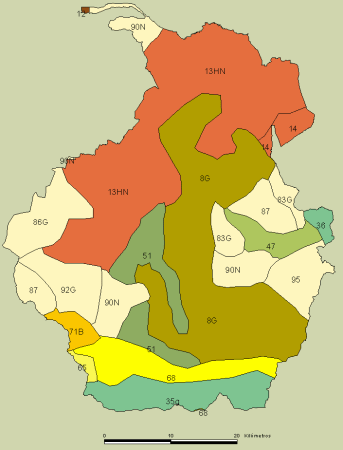 12
90N
13HN
14
14
90N
8G
13HN
83G
87
36
86G
83G
47
51
90N
95
87
92G
90N
8G
71B
51
66
68
35g
68
0 10 20 Kilómetros